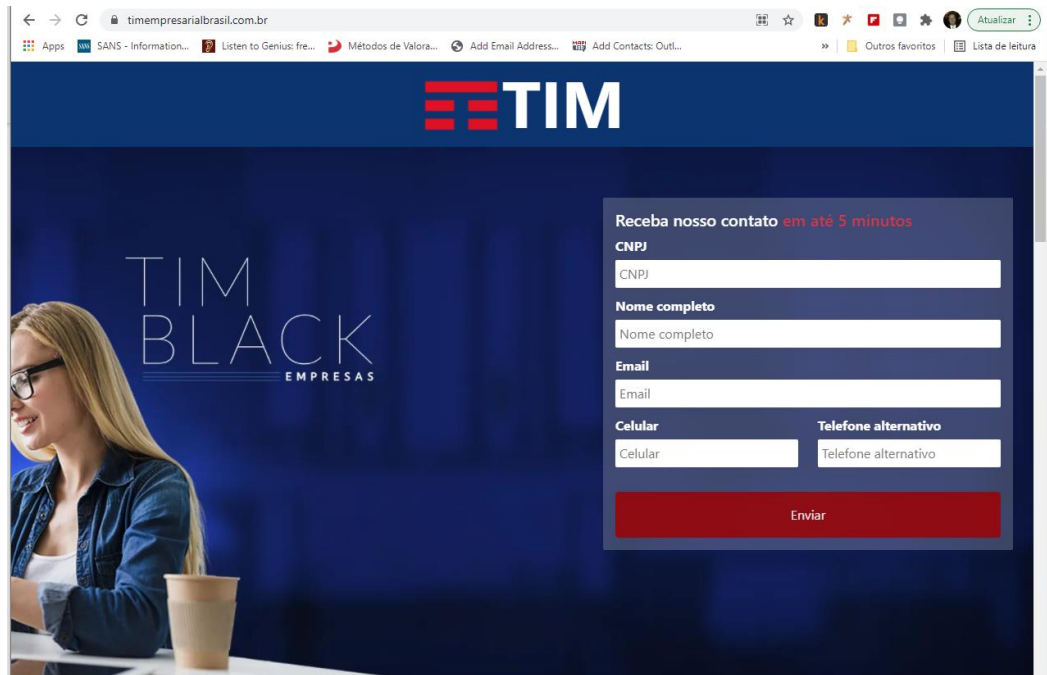 timempresarialbrasil.com.br
Atualizar
Apps
SANS - Information...
Listen to Genius: fre...
Métodos de Valora...
Add Email Address...
Add Contacts: Outl...
»
Outros favoritos
Lista de leitura
TIM
TIM
BLACK
EMPRESAS
Receba nosso contato em até 5 minutos
CNPJ
CNPJ
Nome completo
Nome completo
Email
Email
Celular
Telefone alternativo
Celular
Telefone alternativo
Enviar